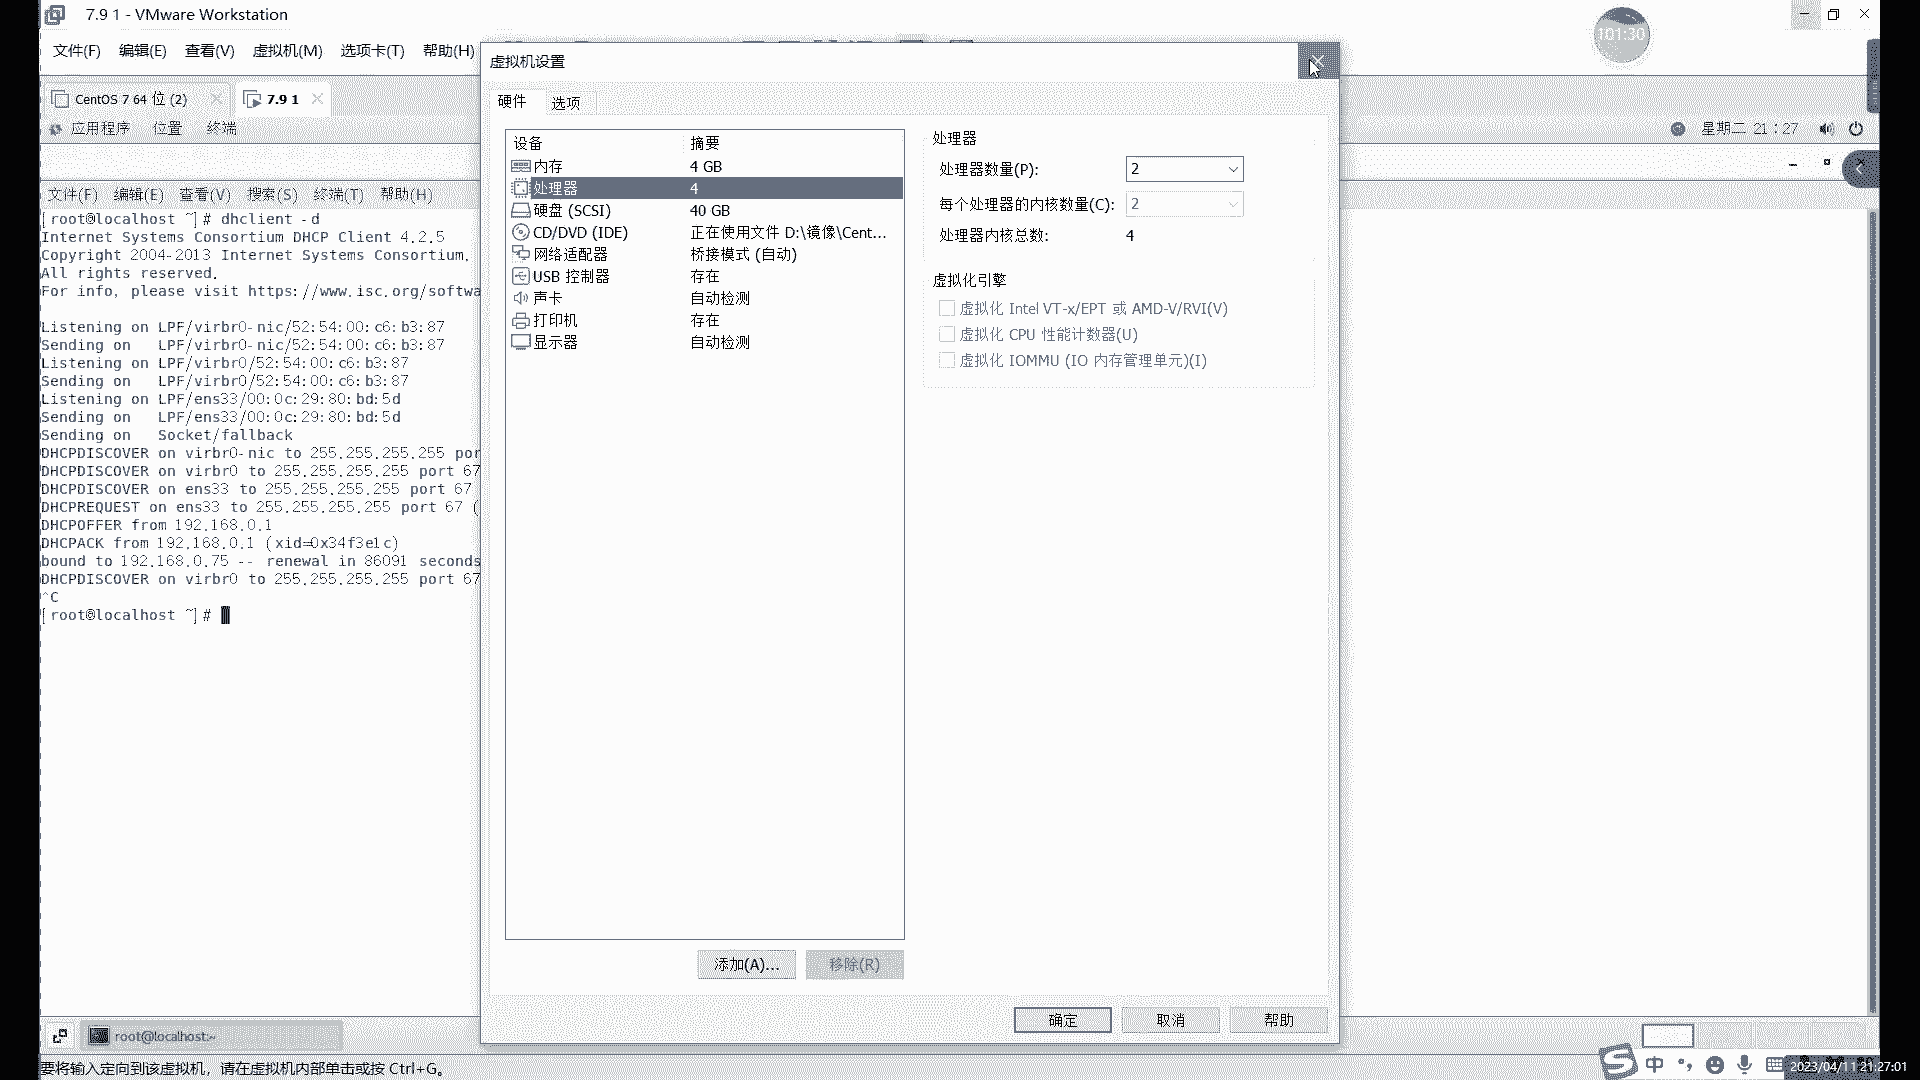 7.9 1 - VMware Workstation
101:30
文件(F) 编辑(E) 查看(V) 虚拟机(M) 选项卡(T) 帮助(H)
CentOS 7 64 位 (2)
7.9 1
应用程序 位置 终端
星期二 21：27
文件(F) 编辑(E) 查看(V) 搜索(S) 终端(T) 帮助(H)
[root@localhost ~]# dhclient -d
Internet Systems Consortium DHCP Client 4.2.5
Copyright 2004-2013 Internet Systems Consortium.
All rights reserved.
For info, please visit https://www.isc.org/softwa
Listening on LPF/virbr0-nic/52:54:00:c6:b3:87
Sending on   LPF/virbr0-nic/52:54:00:c6:b3:87
Listening on LPF/virbr0/52:54:00:c6:b3:87
Sending on   LPF/virbr0/52:54:00:c6:b3:87
Listening on LPF/ens33/00:0c:29:80:bd:5d
Sending on   LPF/ens33/00:0c:29:80:bd:5d
Sending on   Socket/fallback
DHCPDISCOVER on virbr0-nic to 255.255.255.255 por
DHCPDISCOVER on virbr0 to 255.255.255.255 port 67
DHCPDISCOVER on ens33 to 255.255.255.255 port 67
DHCPREQUEST on ens33 to 255.255.255.255 port 67 (
DHCPOFFER from 192.168.0.1
DHCPACK from 192.168.0.1 (xid=0x34f3e1c)
bound to 192.168.0.75 -- renewal in 86091 seconds
DHCPDISCOVER on virbr0 to 255.255.255.255 port 67
^C
[root@localhost ~]#
虚拟机设置
硬件 选项
设备 摘要
内存 4 GB
处理器 4
硬盘 (SCSI) 40 GB
CD/DVD (IDE) 正在使用文件 D:\镜像\Cent...
网络适配器 桥接模式 (自动)
USB 控制器 存在
声卡 自动检测
打印机 存在
显示器 自动检测
添加(A)... 移除(R)
处理器
处理器数量(P): 2
每个处理器的内核数量(C): 2
处理器内核总数: 4
虚拟化引擎
虚拟化 Intel VT-x/EPT 或 AMD-V/RVI(V)
虚拟化 CPU 性能计数器(U)
虚拟化 IOMMU (IO 内存管理单元)(I)
确定 取消 帮助
root@localhost:~
要将输入定向到该虚拟机，请在虚拟机内部单击或按 Ctrl+G。
中
2023/04/11 21:27:01